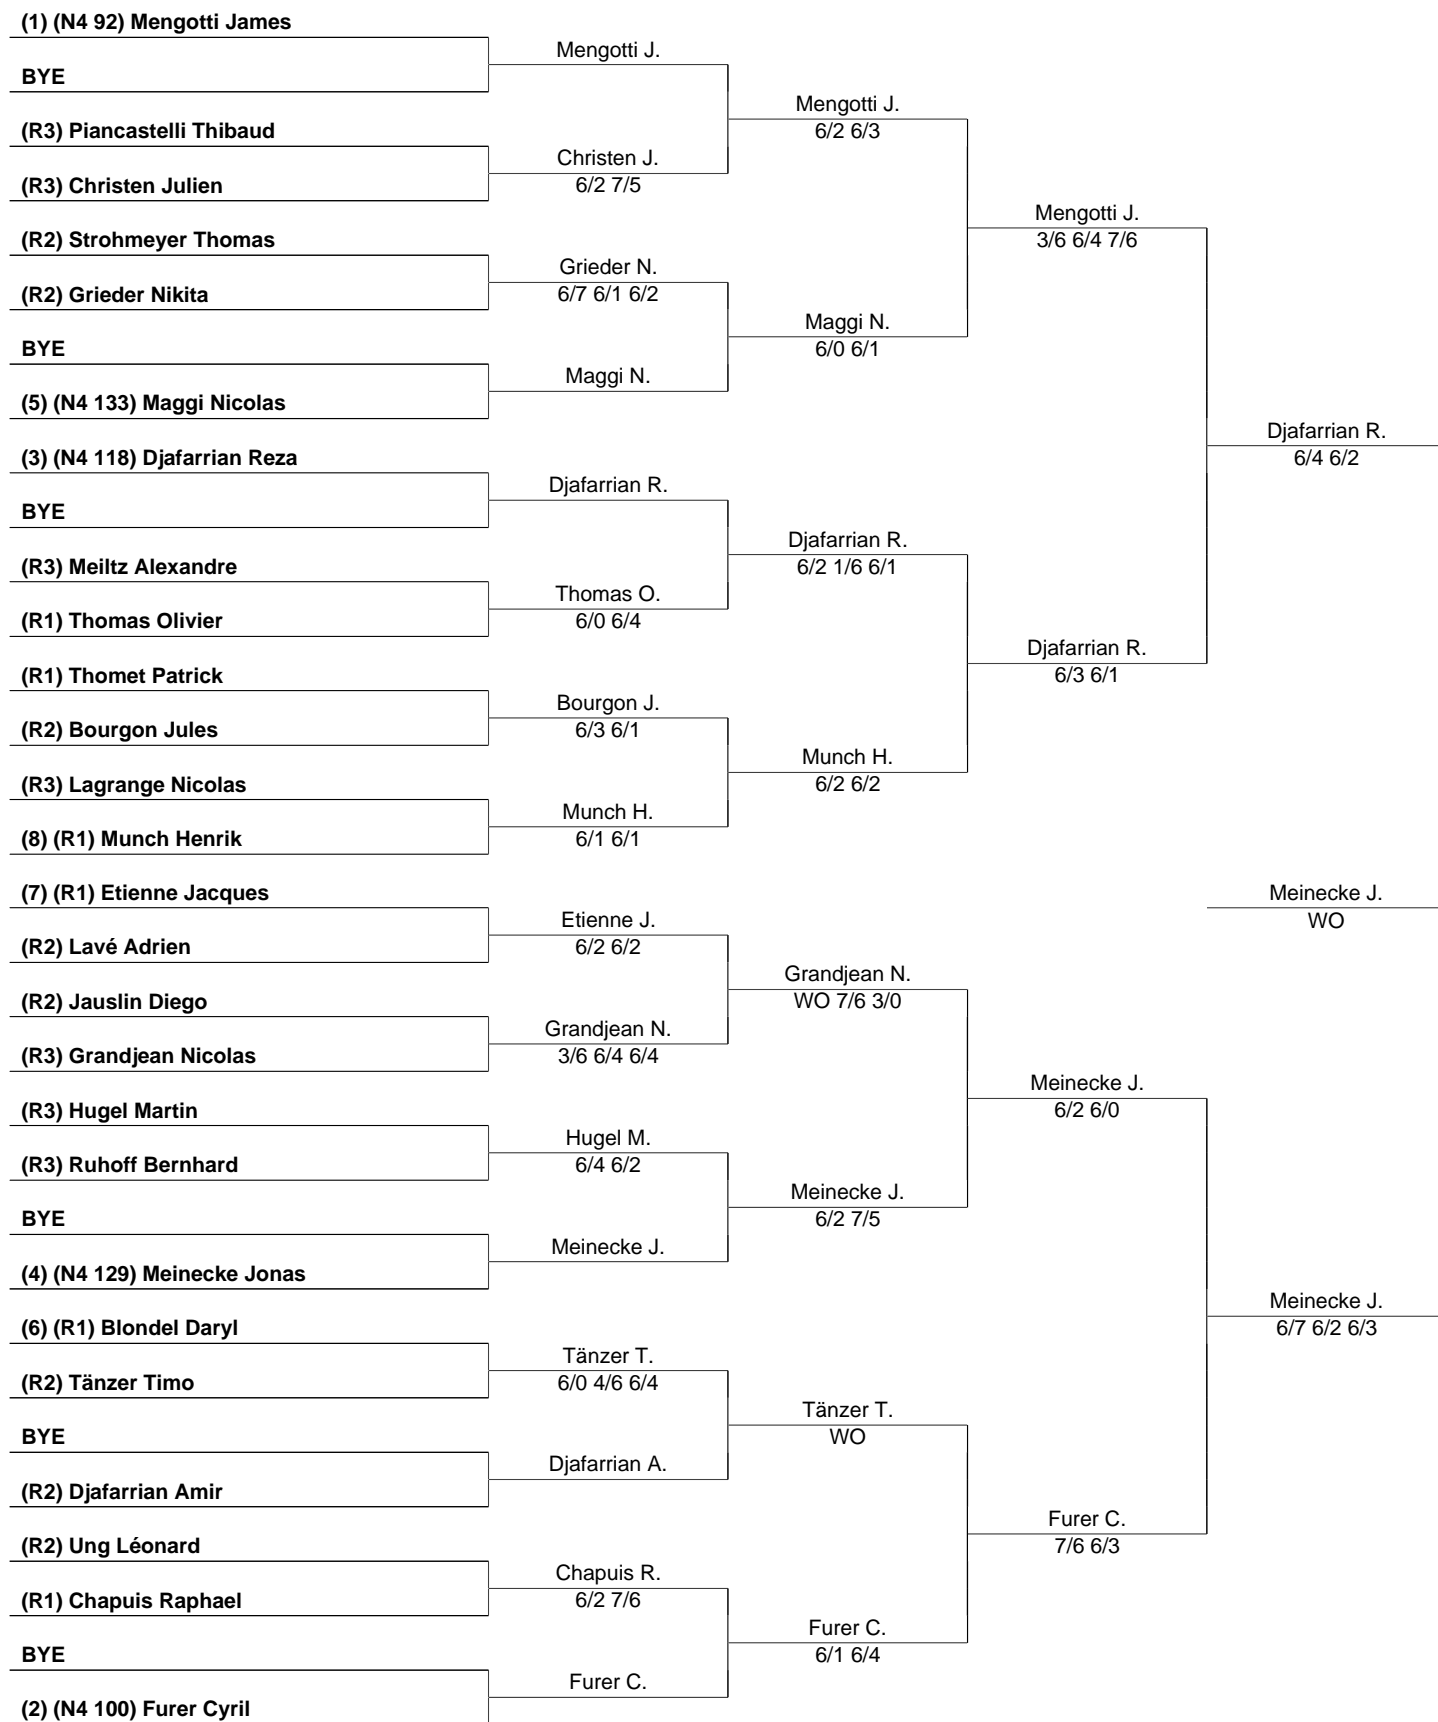 (1) (N4 92) Mengotti James
BYE
(R3) Piancastelli Thibaud
(R3) Christen Julien
(R2) Strohmeyer Thomas
(R2) Grieder Nikita
BYE
(5) (N4 133) Maggi Nicolas
(3) (N4 118) Djafarrian Reza
BYE
(R3) Meiltz Alexandre
(R1) Thomas Olivier
(R1) Thomet Patrick
(R2) Bourgon Jules
(R3) Lagrange Nicolas
(8) (R1) Munch Henrik
(7) (R1) Etienne Jacques
(R2) Lavé Adrien
(R2) Jauslin Diego
(R3) Grandjean Nicolas
(R3) Hugel Martin
(R3) Ruhoff Bernhard
BYE
(4) (N4 129) Meinecke Jonas
(6) (R1) Blondel Daryl
(R2) Tänzer Timo
BYE
(R2) Djafarrian Amir
(R2) Ung Léonard
(R1) Chapuis Raphael
BYE
(2) (N4 100) Furer Cyril
Mengotti J.
Christen J.
6/2 7/5
Grieder N.
6/7 6/1 6/2
Maggi N.
Djafarrian R.
Thomas O.
6/0 6/4
Bourgon J.
6/3 6/1
Munch H.
6/1 6/1
Etienne J.
6/2 6/2
Grandjean N.
3/6 6/4 6/4
Hugel M.
6/4 6/2
Meinecke J.
Tänzer T.
6/0 4/6 6/4
Djafarrian A.
Chapuis R.
6/2 7/6
Furer C.
Mengotti J.
6/2 6/3
Maggi N.
6/0 6/1
Djafarrian R.
6/2 1/6 6/1
Munch H.
6/2 6/2
Grandjean N.
WO 7/6 3/0
Meinecke J.
6/2 7/5
Tänzer T.
WO
Furer C.
6/1 6/4
Mengotti J.
3/6 6/4 7/6
Djafarrian R.
6/3 6/1
Meinecke J.
6/2 6/0
Furer C.
7/6 6/3
Djafarrian R.
6/4 6/2
Meinecke J.
WO
Meinecke J.
6/7 6/2 6/3